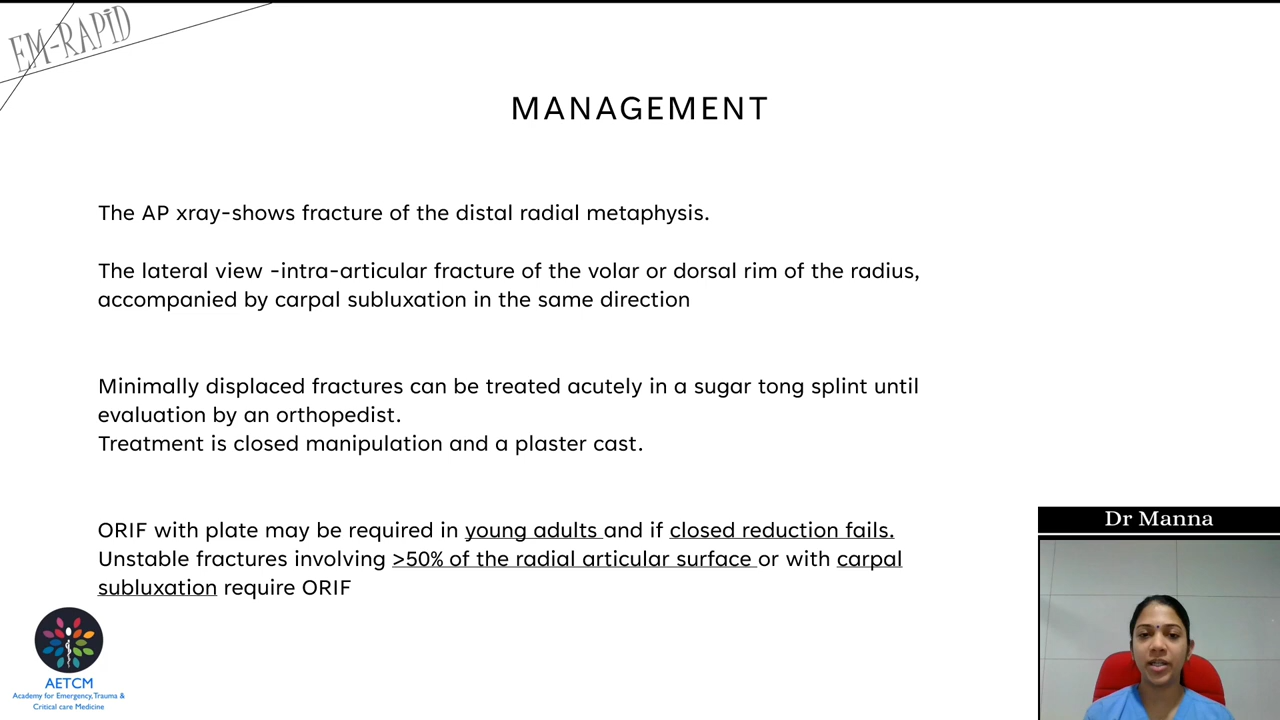 EM-RAPiD
MANAGEMENT
The AP xray-shows fracture of the distal radial metaphysis.
The lateral view -intra-articular fracture of the volar or dorsal rim of the radius,
accompanied by carpal subluxation in the same direction
Minimally displaced fractures can be treated acutely in a sugar tong splint until
evaluation by an orthopedist.
Treatment is closed manipulation and a plaster cast.
ORIF with plate may be required in young adults and if closed reduction fails.
Unstable fractures involving >50% of the radial articular surface or with carpal
subluxation require ORIF
Dr Manna
AETCM
Academy for Emergency, Trauma &
Critical care Medicine